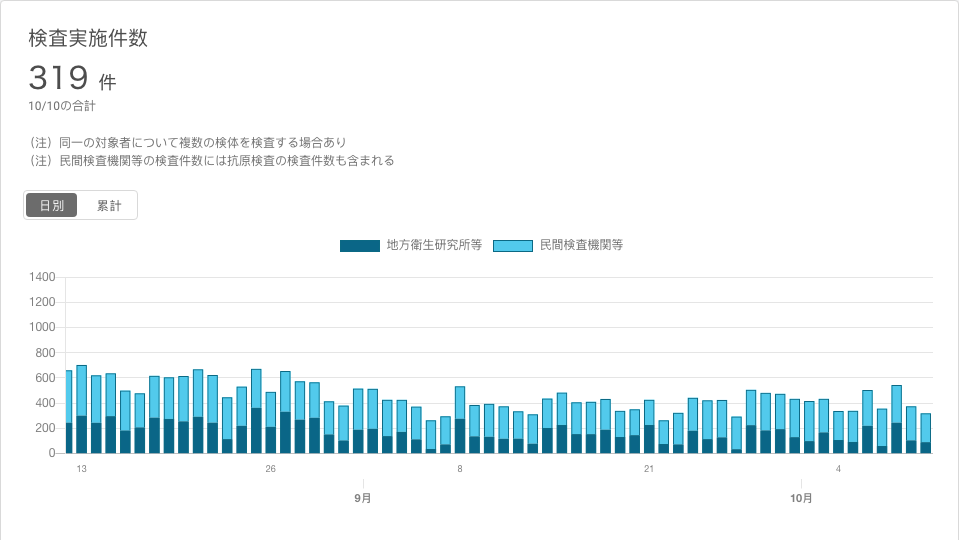 検査実施件数
319 件
10/10の合計
（注）同一の対象者について複数の検体を検査する場合あり
（注）民間検査機関等の検査件数には抗原検査の検査件数も含まれる
日別 累計
地方衛生研究所等 民間検査機関等
1400
1200
1000
800
600
400
200
0
13 26 8 21 4
9月 10月